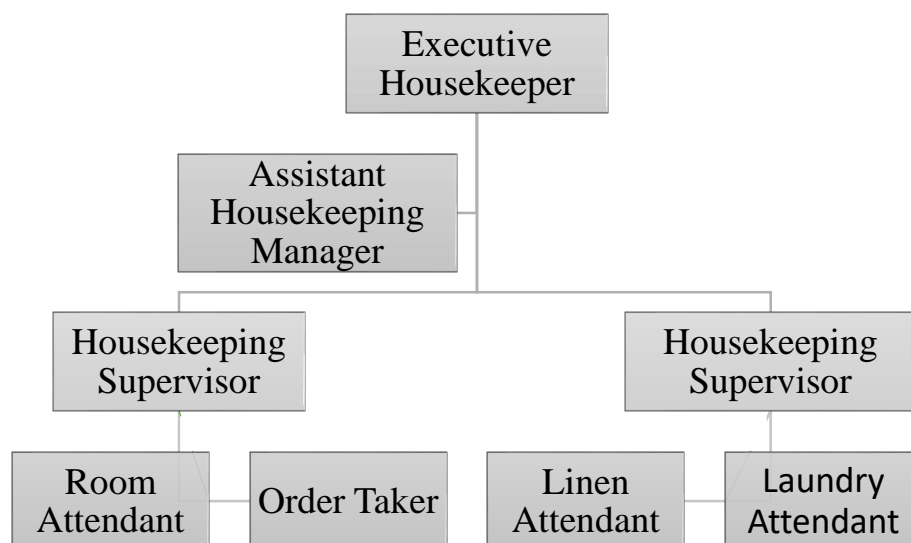 Executive
Housekeeper
Assistant
Housekeeping
Manager
Housekeeping
Supervisor
Housekeeping
Supervisor
Room
Attendant
Order Taker
Linen
Attendant
Laundry
Attendant